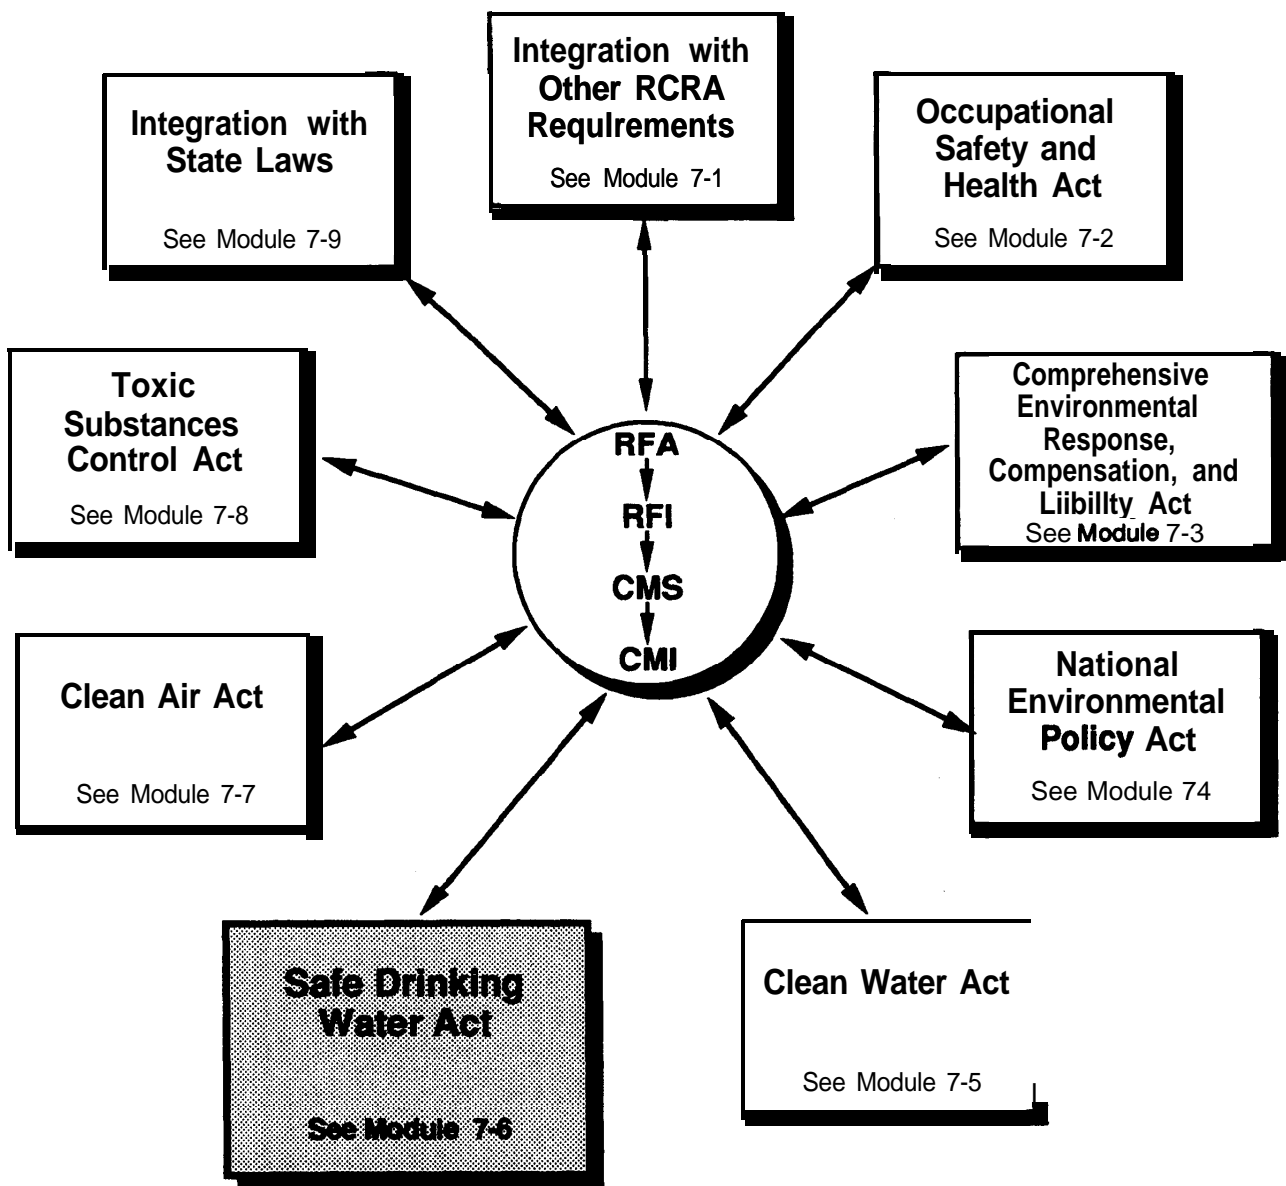 Integration with
Other RCRA
RequIrements
See Module 7-1
Integration with
State Laws
See Module 7-9
Occupational
Safety and
Health Act
See Module 7-2
Toxic
Substances
Control Act
See Module 7-8
Comprehensive
Environmental
Response,
Compensation, and
Liibillty Act
See Module 7-3
RFA
RFI
CMS
CMI
Clean Air Act
See Module 7-7
National
Environmental
Policy Act
See Module 74
Safe Drinking
Water Act
See Module 7-6
Clean Water Act
See Module 7-5